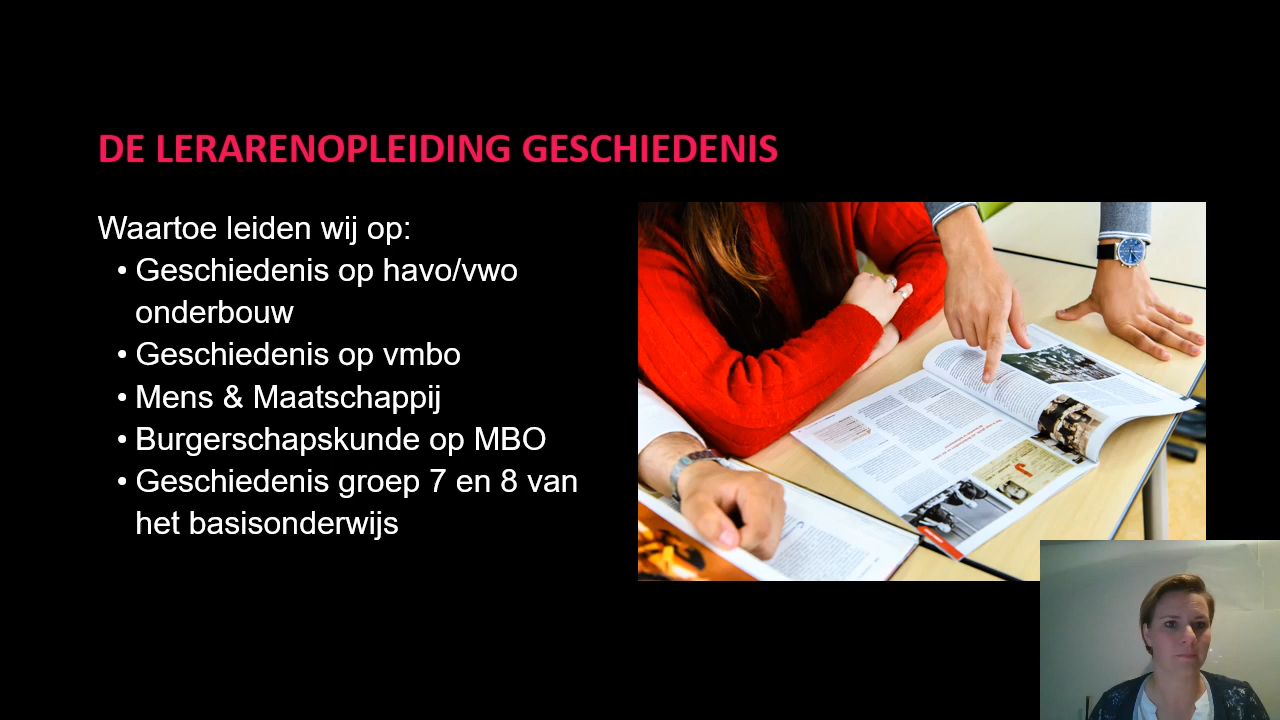 DE LERARENOPLEIDING GESCHIEDENIS
Waartoe leiden wij op:
• Geschiedenis op havo/vwo
onderbouw
• Geschiedenis op vmbo
• Mens & Maatschappij
• Burgerschapskunde op MBO
• Geschiedenis groep 7 en 8 van
het basisonderwijs